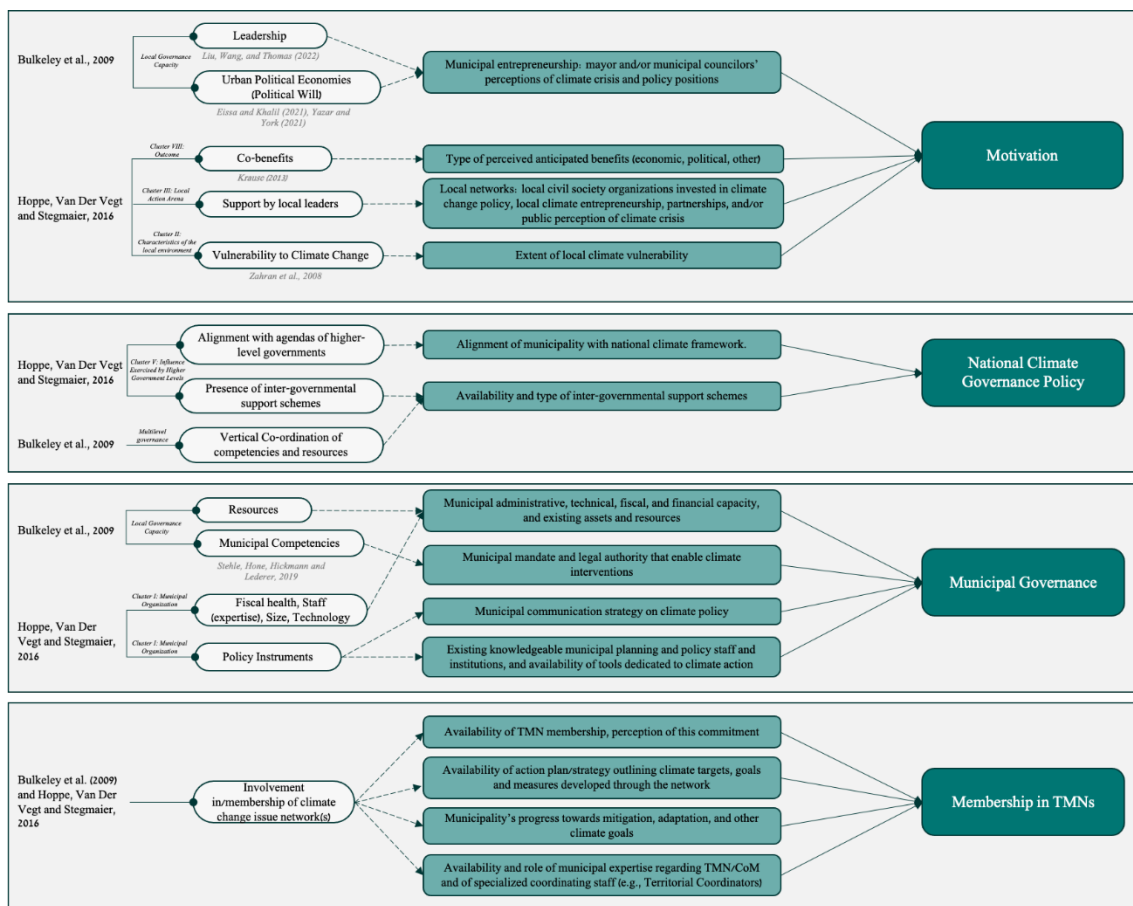 Bulkeley et al., 2009
Local Governance
Capacity
Leadership
Liu, Wang, and Thomas (2022)
Urban Political Economies
(Political Will)
Eissa and Khalil (2021), Yazar and
York (2021)
Municipal entrepreneurship: mayor and/or municipal councilors’
perceptions of climate crisis and policy positions
Hoppe, Van Der Vegt
and Stegmaier, 2016
Cluster VIII:
Outcome
Co-benefits
Krause (2013)
Type of perceived anticipated benefits (economic, political, other)
Cluster III: Local
Action Arena
Support by local leaders
Local networks: local civil society organizations invested in climate
change policy, local climate entrepreneurship, partnerships, and/or
public perception of climate crisis
Cluster II:
Characteristics of the
local environment
Vulnerability to Climate Change
Zahran et al., 2008
Extent of local climate vulnerability
Motivation
Hoppe, Van Der Vegt
and Stegmaier, 2016
Cluster V: Influence
Exercised by Higher
Government Levels
Alignment with agendas of higher-
level governments
Alignment of municipality with national climate framework.
Presence of inter-governmental
support schemes
Availability and type of inter-governmental support schemes
Bulkeley et al., 2009
Multilevel
governance
Vertical Co-ordination of
competencies and resources
National Climate
Governance Policy
Bulkeley et al., 2009
Local Governance
Capacity
Resources
Municipal Competencies
Stehle, Hone, Hickmann and
Lederer, 2019
Municipal administrative, technical, fiscal, and financial capacity,
and existing assets and resources
Municipal mandate and legal authority that enable climate
interventions
Hoppe, Van Der
Vegt and Stegmaier,
2016
Cluster I: Municipal
Organization
Fiscal health, Staff
(expertise), Size, Technology
Cluster I: Municipal
Organization
Policy Instruments
Municipal communication strategy on climate policy
Existing knowledgeable municipal planning and policy staff and
institutions, and availability of tools dedicated to climate action
Municipal Governance
Bulkeley et al. (2009)
and Hoppe, Van Der
Vegt and Stegmaier,
2016
Involvement
in/membership of climate
change issue network(s)
Availability of TMN membership, perception of this commitment
Availability of action plan/strategy outlining climate targets, goals
and measures developed through the network
Municipality’s progress towards mitigation, adaptation, and other
climate goals
Availability and role of municipal expertise regarding TMN/CoM
and of specialized coordinating staff (e.g., Territorial Coordinators)
Membership in TMNs